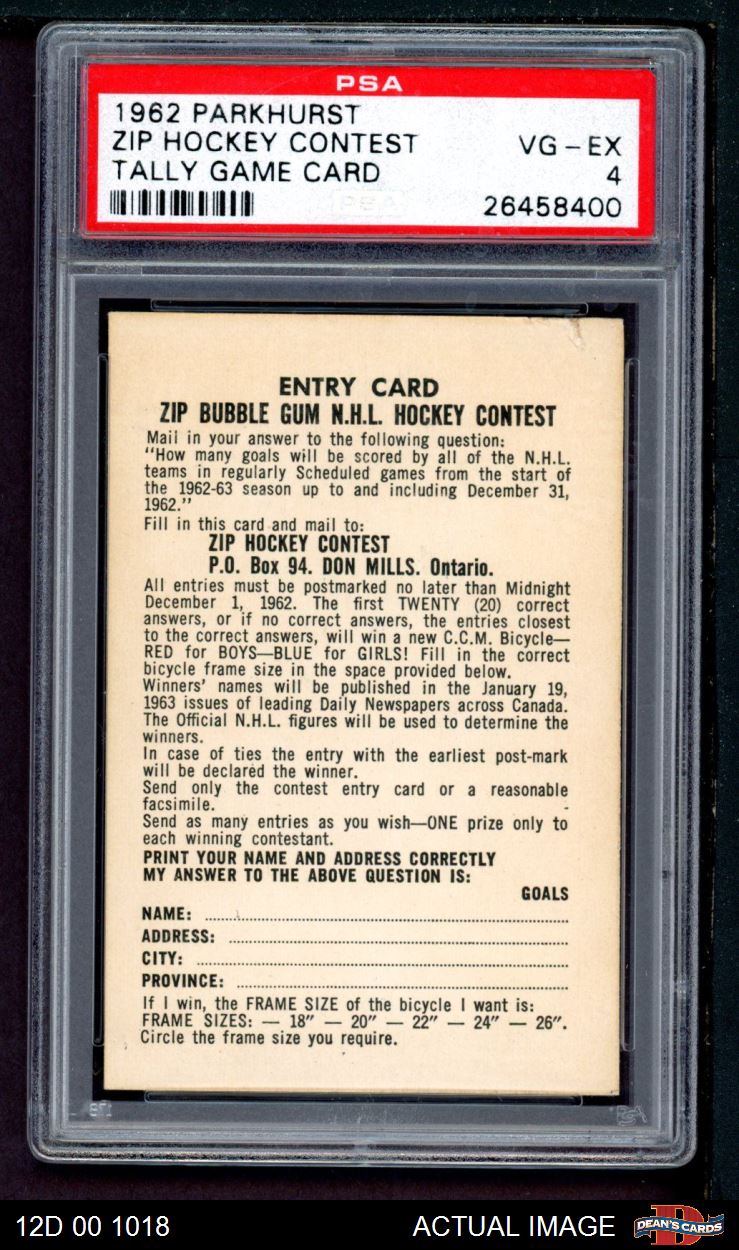 PSA
1962 PARKHURST
ZIP HOCKEY CONTEST VG-EX
TALLY GAME CARD 4
26458400
ENTRY CARD
ZIP BUBBLE GUM N.H.L. HOCKEY CONTEST
Mail in your answer to the following question:
"How many goals will be scored by all of the N.H.L.
teams in regularly Scheduled games from the start of
the 1962-63 season up to and including December 31,
1962."
Fill in this card and mail to:
ZIP HOCKEY CONTEST
P.O. Box 94. DON MILLS. Ontario.
All entries must be postmarked no later than Midnight
December 1, 1962. The first TWENTY (20) correct
answers, or if no correct answers, the entries closest
to the correct answers, will win a new C.C.M. Bicycle—
RED for BOYS—BLUE for GIRLS! Fill in the correct
bicycle frame size in the space provided below.
Winners' names will be published in the January 19,
1963 issues of leading Daily Newspapers across Canada.
The Official N.H.L. figures will be used to determine the
winners.
In case of ties the entry with the earliest post-mark
will be declared the winner.
Send only the contest entry card or a reasonable
facsimile.
Send as many entries as you wish—ONE prize only to
each winning contestant.
PRINT YOUR NAME AND ADDRESS CORRECTLY
MY ANSWER TO THE ABOVE QUESTION IS:
GOALS
NAME:
ADDRESS:
CITY:
PROVINCE:
If I win, the FRAME SIZE of the bicycle I want is:
FRAME SIZES: — 18" — 20" — 22" — 24" — 26".
Circle the frame size you require.
12D 00 1018 ACTUAL IMAGE DEAN'S CARDS